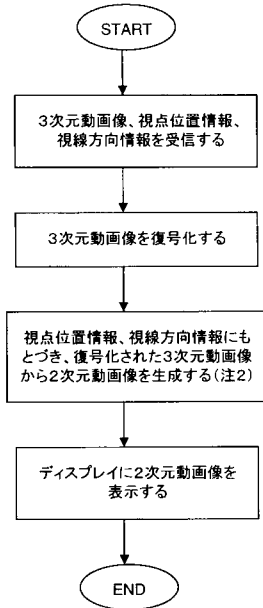 START
3次元動画像、視点位置情報、
視線方向情報を受信する
3次元動画像を復号化する
視点位置情報、視線方向情報にも
とづき、復号化された3次元動画像
から2次元動画像を生成する(注2)
ディスプレイに2次元動画像を
表示する
END